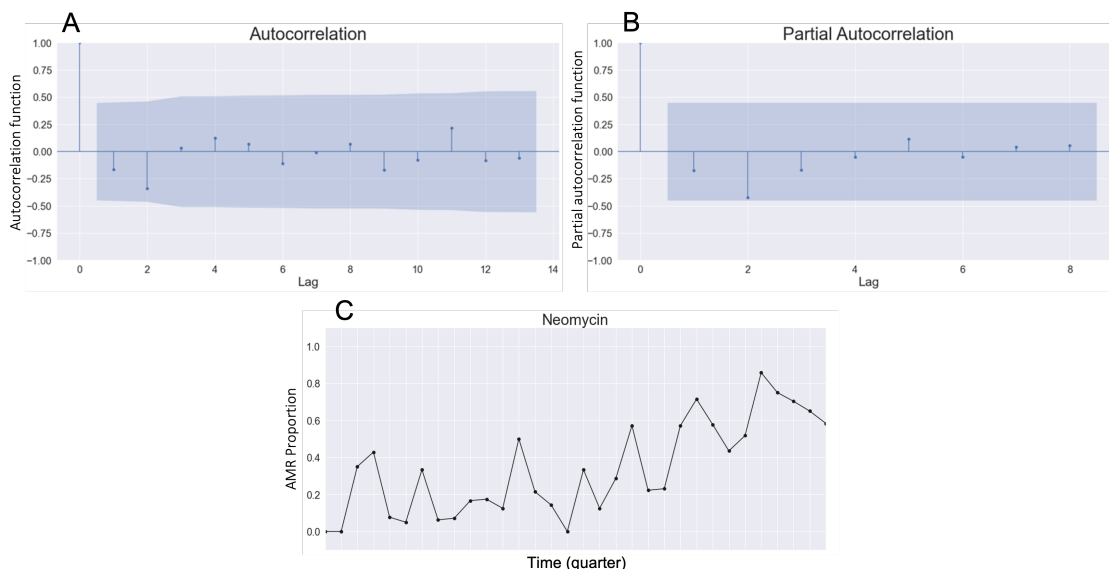 A
Autocorrelation
Autocorrelation function
1.00
0.75
0.50
0.25
0.00
−0.25
−0.50
−0.75
−1.00
0 2 4 6 8 10 12 14
Lag
B
Partial Autocorrelation
Partial autocorrelation function
1.00
0.75
0.50
0.25
0.00
−0.25
−0.50
−0.75
−1.00
0 2 4 6 8
Lag
C
Neomycin
AMR Proportion
1.0
0.8
0.6
0.4
0.2
0.0
Time (quarter)